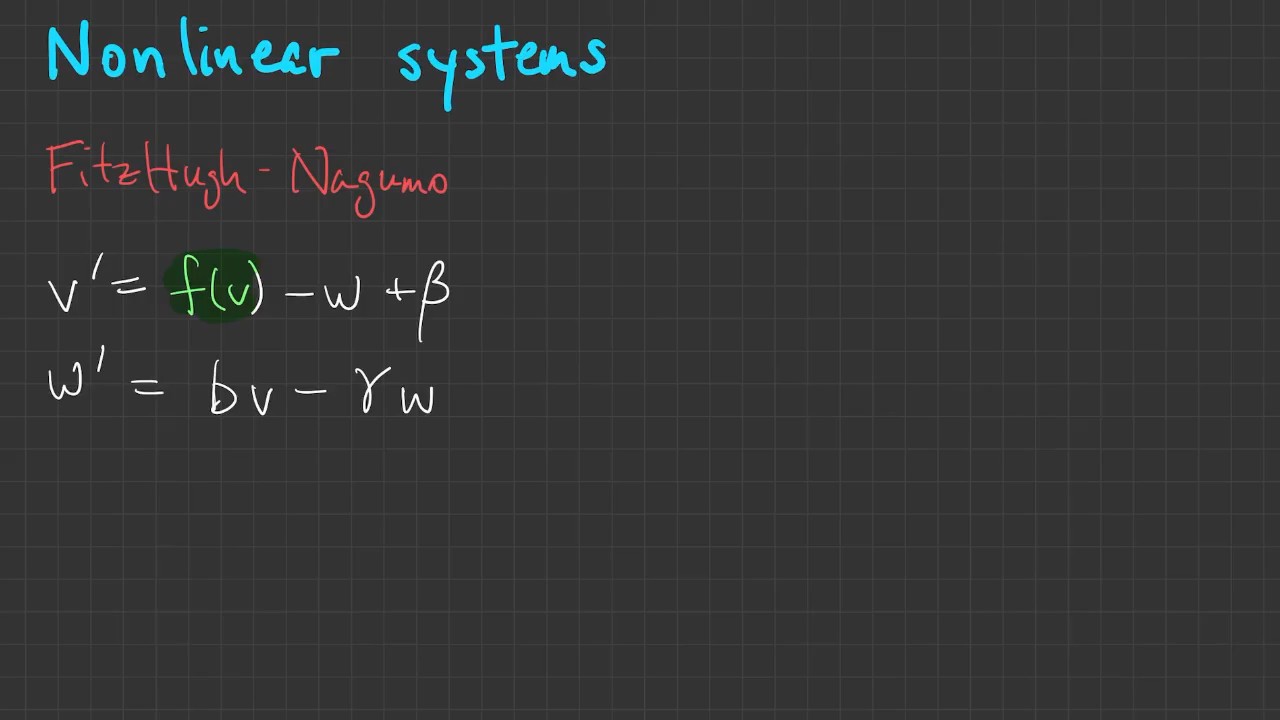 Nonlinear systems
FitzHugh - Nagumo
v' = f(v) - w + β
w' = bv - γw